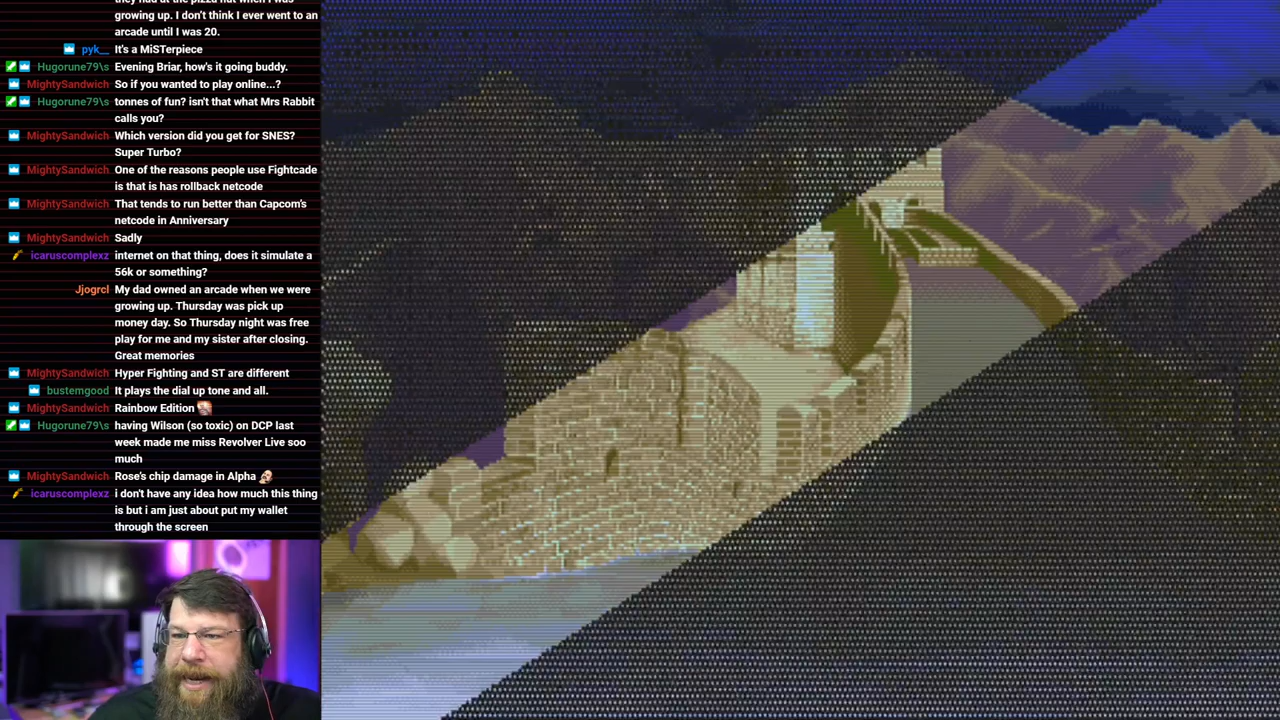 they had at the pizza hut when I was
growing up. I don't think I ever went to an
arcade until I was 20.
pyk__ It's a MiSTerpiece
Hugorune79\s Evening Briar, how's it going buddy.
MightySandwich So if you wanted to play online...?
Hugorune79\s tonnes of fun? isn't that what Mrs Rabbit
calls you?
MightySandwich Which version did you get for SNES?
Super Turbo?
MightySandwich One of the reasons people use Fightcade
is that is has rollback netcode
MightySandwich That tends to run better than Capcom's
netcode in Anniversary
MightySandwich Sadly
icaruscomplexz internet on that thing, does it simulate a
56k or something?
Jjogrcl My dad owned an arcade when we were
growing up. Thursday was pick up
money day. So Thursday night was free
play for me and my sister after closing.
Great memories
MightySandwich Hyper Fighting and ST are different
bustemgood It plays the dial up tone and all.
MightySandwich Rainbow Edition
Hugorune79\s having Wilson (so toxic) on DCP last
week made me miss Revolver Live soo
much
MightySandwich Rose's chip damage in Alpha
icaruscomplexz i don't have any idea how much this thing
is but i am just about put my wallet
through the screen